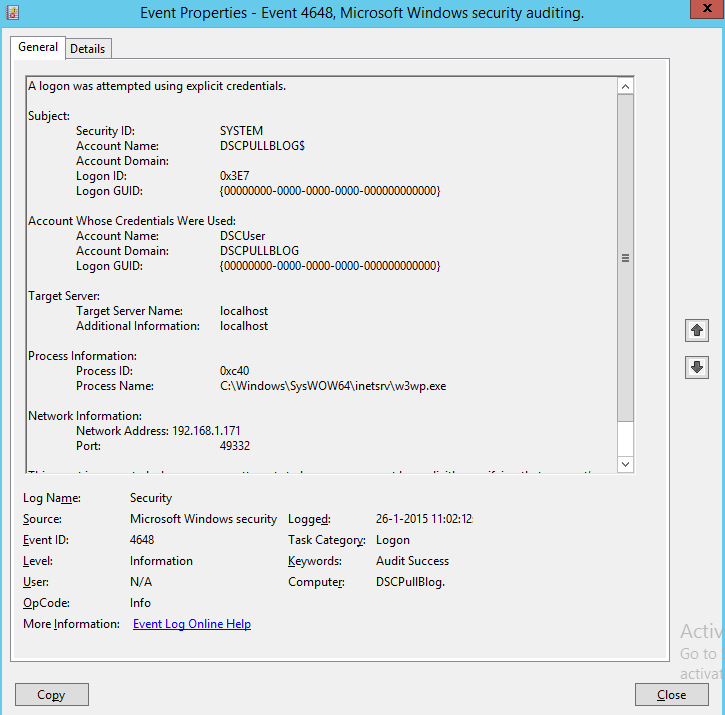 Event Properties - Event 4648, Microsoft Windows security auditing.
x
General Details
A logon was attempted using explicit credentials.
Subject:
Security ID: SYSTEM
Account Name: DSCPULLBLOG$
Account Domain:
Logon ID: 0x3E7
Logon GUID: {00000000-0000-0000-0000-000000000000}
Account Whose Credentials Were Used:
Account Name: DSCUser
Account Domain: DSCPULLBLOG
Logon GUID: {00000000-0000-0000-0000-000000000000}
Target Server:
Target Server Name: localhost
Additional Information: localhost
Process Information:
Process ID: 0xc40
Process Name: C:\Windows\SysWOW64\inetsrv\w3wp.exe
Network Information:
Network Address: 192.168.1.171
Port: 49332
Log Name: Security
Source: Microsoft Windows security Logged: 26-1-2015 11:02:12
Event ID: 4648 Task Category: Logon
Level: Information Keywords: Audit Success
User: N/A Computer: DSCPullBlog.
OpCode: Info
More Information: Event Log Online Help
Activ
Go to
activat
Copy Close